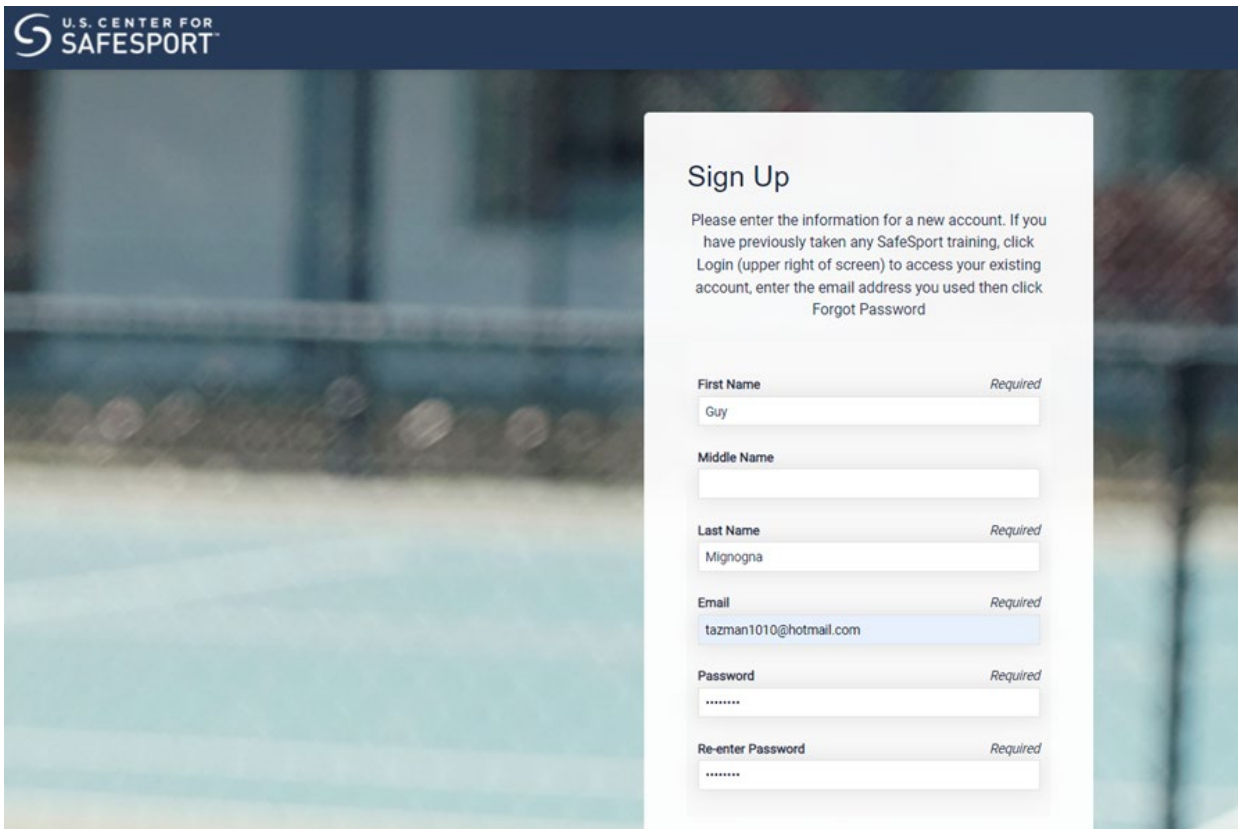 U.S. CENTER FOR
SAFESPORT™
Sign Up
Please enter the information for a new account. If you
have previously taken any SafeSport training, click
Login (upper right of screen) to access your existing
account, enter the email address you used then click
Forgot Password
First Name Required
Guy
Middle Name
Last Name Required
Mignogna
Email Required
tazman1010@hotmail.com
Password Required
••••••••
Re-enter Password Required
••••••••